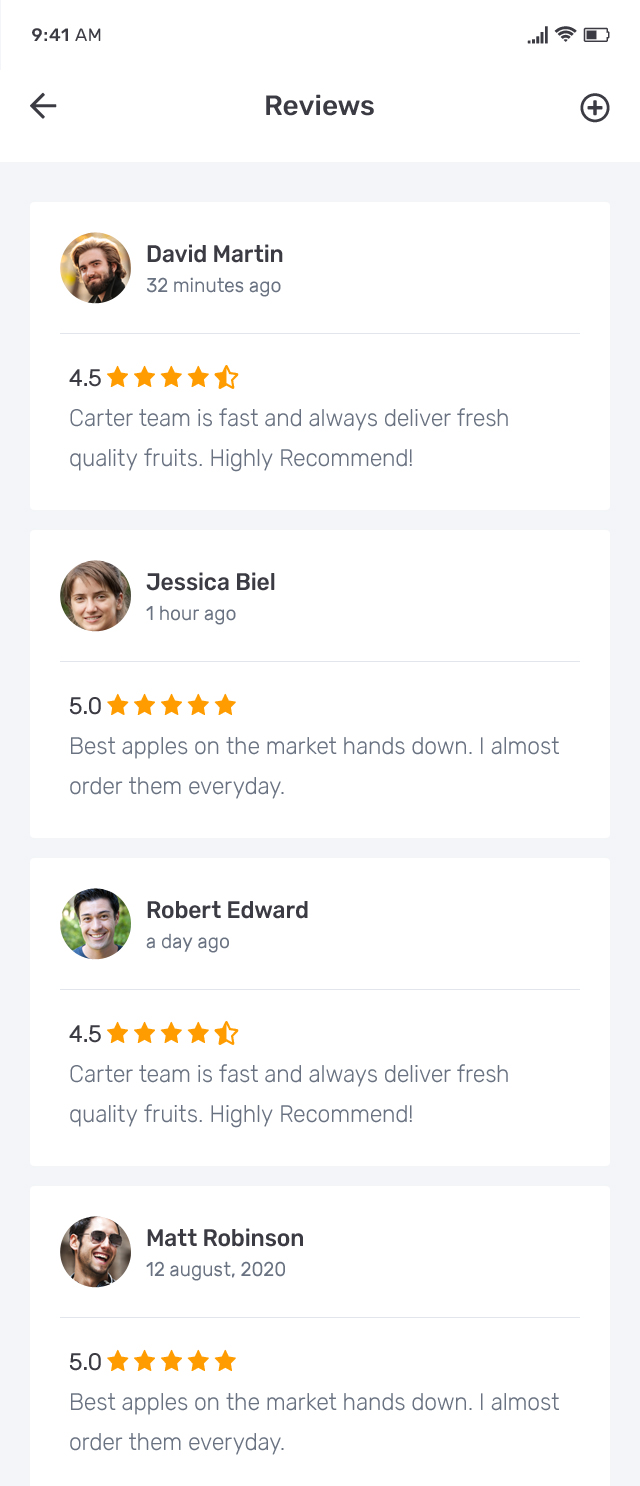 9:41 AM
Reviews
David Martin
32 minutes ago
4.5
Carter team is fast and always deliver fresh
quality fruits. Highly Recommend!
Jessica Biel
1 hour ago
5.0
Best apples on the market hands down. I almost
order them everyday.
Robert Edward
a day ago
4.5
Carter team is fast and always deliver fresh
quality fruits. Highly Recommend!
Matt Robinson
12 august, 2020
5.0
Best apples on the market hands down. I almost
order them everyday.